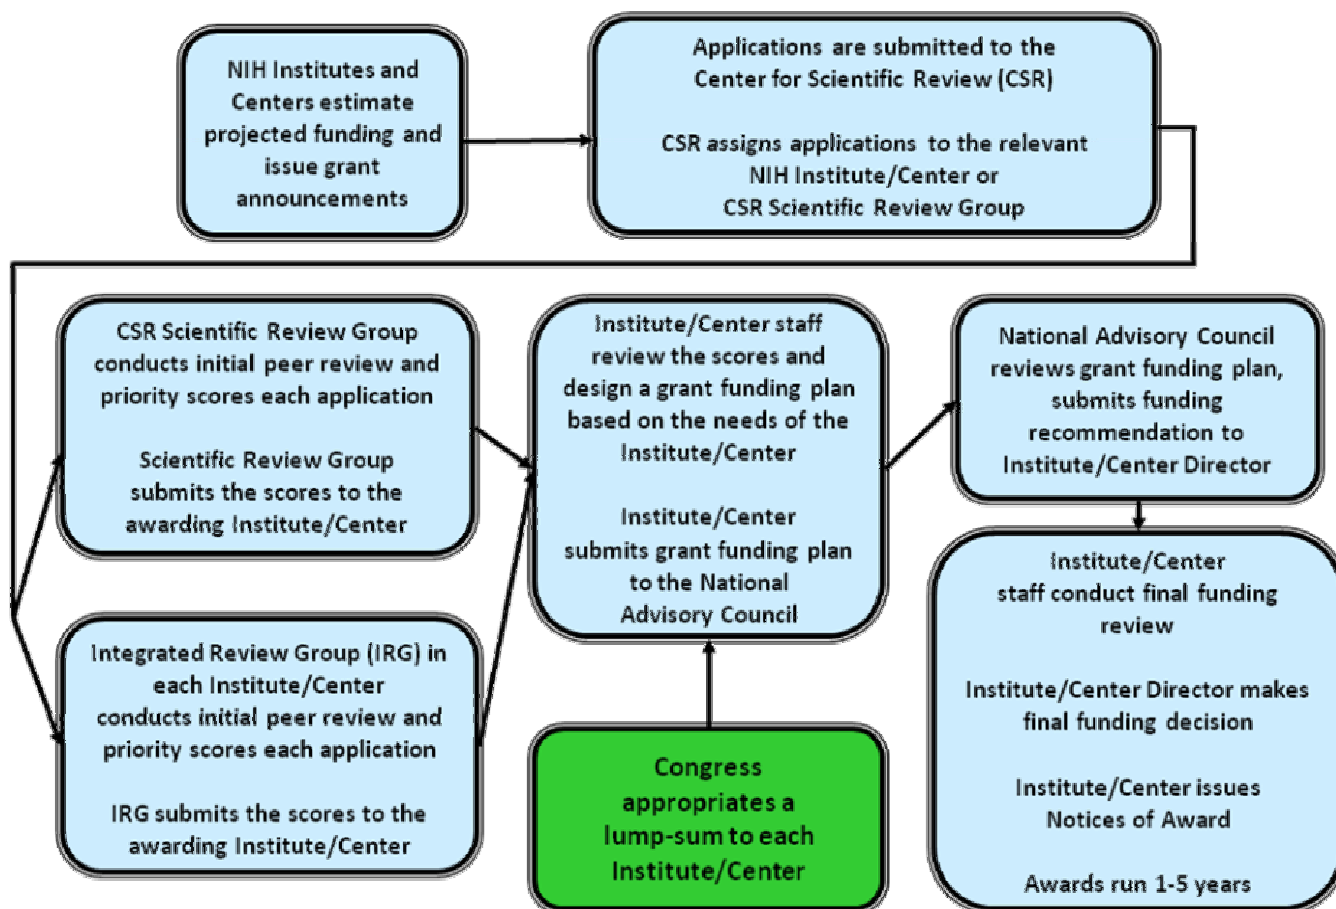 NIH Institutes and
Centers estimate
projected funding and
issue grant
announcements
Applications are submitted to the
Center for Scientific Review (CSR)
CSR assigns applications to the relevant
NIH Institute/Center or
CSR Scientific Review Group
CSR Scientific Review Group
conducts initial peer review and
priority scores each application
Scientific Review Group
submits the scores to the
awarding Institute/Center
Integrated Review Group (IRG) in
each Institute/Center
conducts initial peer review and
priority scores each application
IRG submits the scores to the
awarding Institute/Center
Institute/Center staff
review the scores and
design a grant funding plan
based on the needs of the
Institute/Center
Institute/Center
submits grant funding plan
to the National
Advisory Council
Congress
appropriates a
lump-sum to each
Institute/Center
National Advisory Council
reviews grant funding plan,
submits funding
recommendation to
Institute/Center Director
Institute/Center
staff conduct final funding
review
Institute/Center Director makes
final funding decision
Institute/Center issues
Notices of Award
Awards run 1-5 years